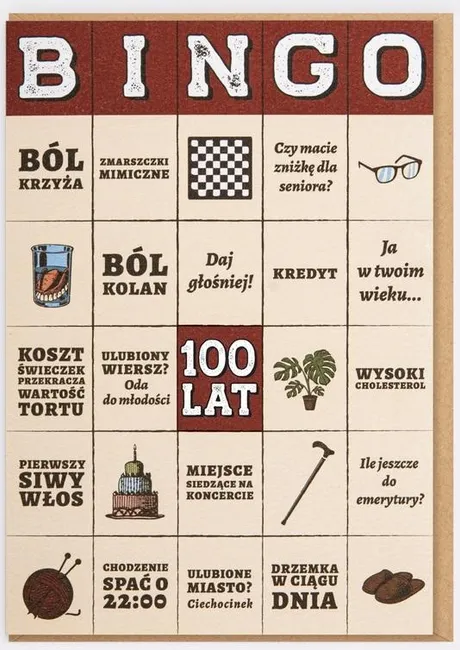 BINGO
BÓL
KRZYŻA
ZMARSZCZKI
MIMICZNE
Czy macie
zniżkę dla
seniora?
BÓL
KOLAN
Daj
głośniej!
KREDYT
Ja
w twoim
wieku...
KOSZT
ŚWIECZEK
PRZEKRACZA
WARTOŚĆ
TORTU
ULUBIONY
WIERSZ?
Oda
do młodości
100
LAT
WYSOKI
CHOLESTEROL
PIERWSZY
SIWY
WŁOS
MIEJSCE
SIEDZĄCE NA
KONCERCIE
Ile jeszcze
do
emerytury?
CHODZENIE
SPAĆ O
22:00
ULUBIONE
MIASTO?
Ciechocinek
DRZEMKA
W CIĄGU
DNIA